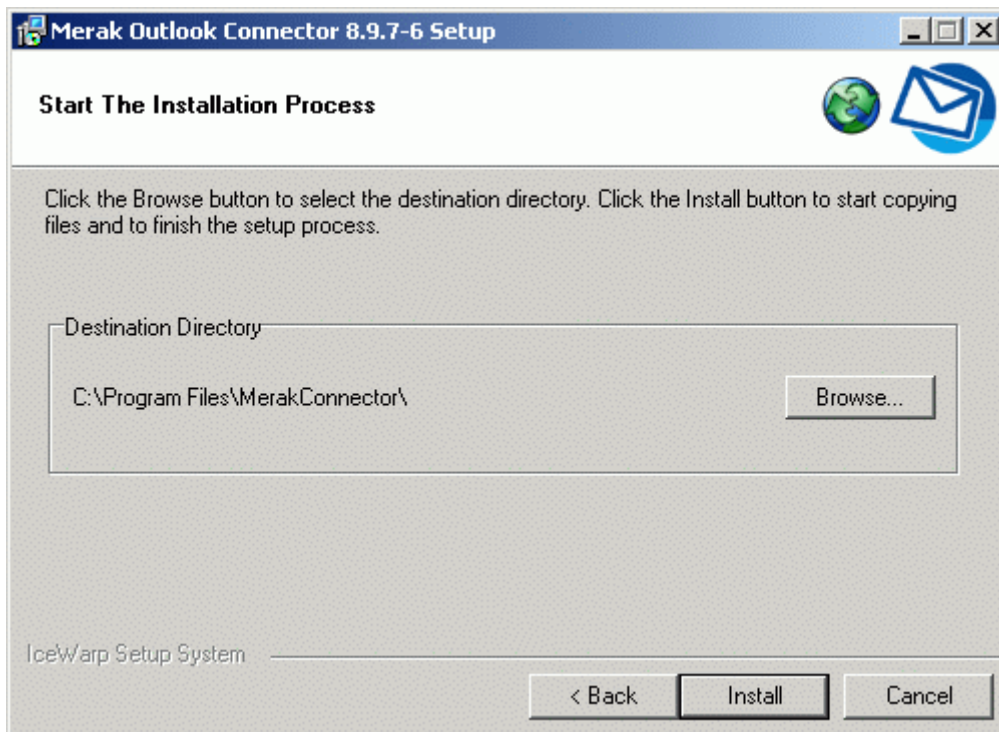 Merak Outlook Connector 8.9.7-6 Setup
Start The Installation Process
Click the Browse button to select the destination directory. Click the Install button to start copying
files and to finish the setup process.
Destination Directory
C:\Program Files\MerakConnector\
Browse...
IceWarp Setup System
< Back
Install
Cancel